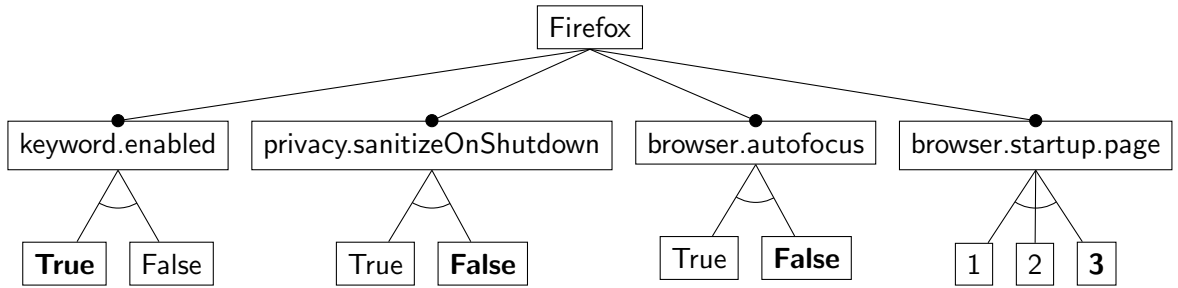 Firefox
keyword.enabled privacy.sanitizeOnShutdown browser.autofocus browser.startup.page
True False True False True False 1 2 3